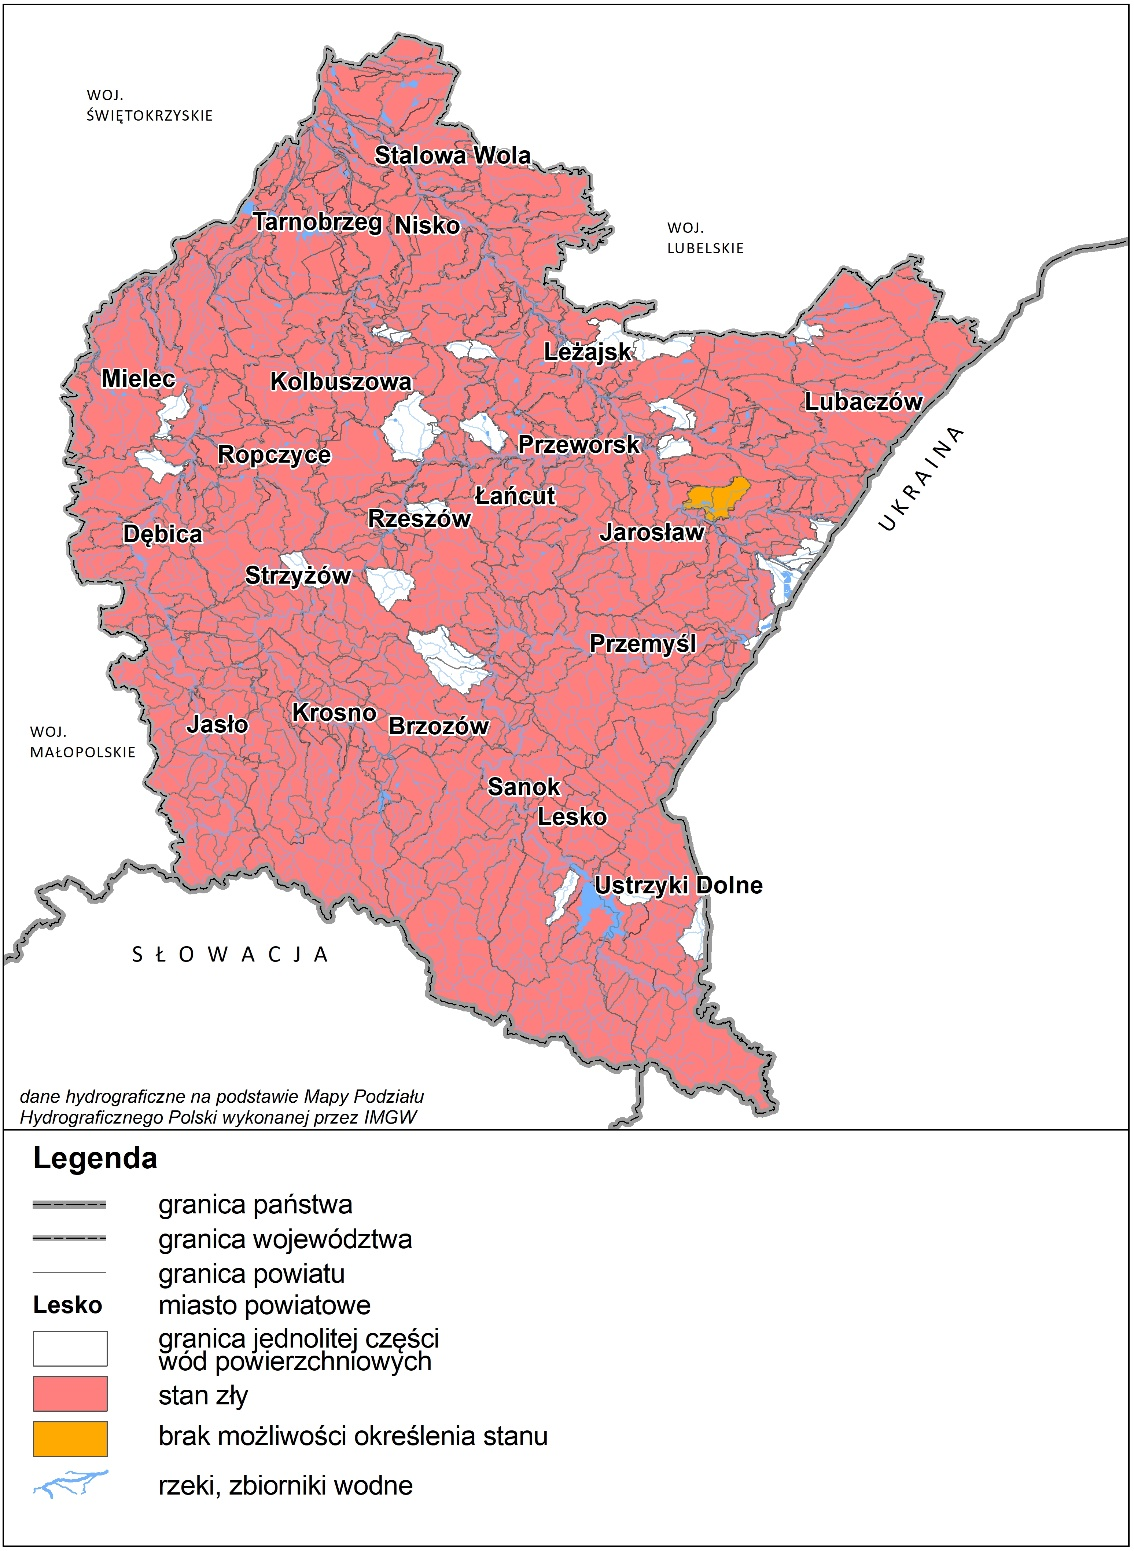 WOJ.
ŚWIĘTOKRZYSKIE
Stalowa Wola
Tarnobrzeg
Nisko
WOJ.
LUBELSKIE
Leżajsk
Mielec
Kolbuszowa
Lubaczów
Przeworsk
Ropczyce
UKRAINA
Łańcut
Rzeszów
Dębica
Jarosław
Strzyżów
Przemyśl
Krosno
Jasło
Brzozów
WOJ.
MAŁOPOLSKIE
Sanok
Lesko
Ustrzyki Dolne
SŁOWACJA
dane hydrograficzne na podstawie Mapy Podziału
Hydrograficznego Polski wykonanej przez IMGW
Legenda
granica państwa
granica województwa
granica powiatu
Lesko miasto powiatowe
granica jednolitej części
wód powierzchniowych
stan zły
brak możliwości określenia stanu
rzeki, zbiorniki wodne